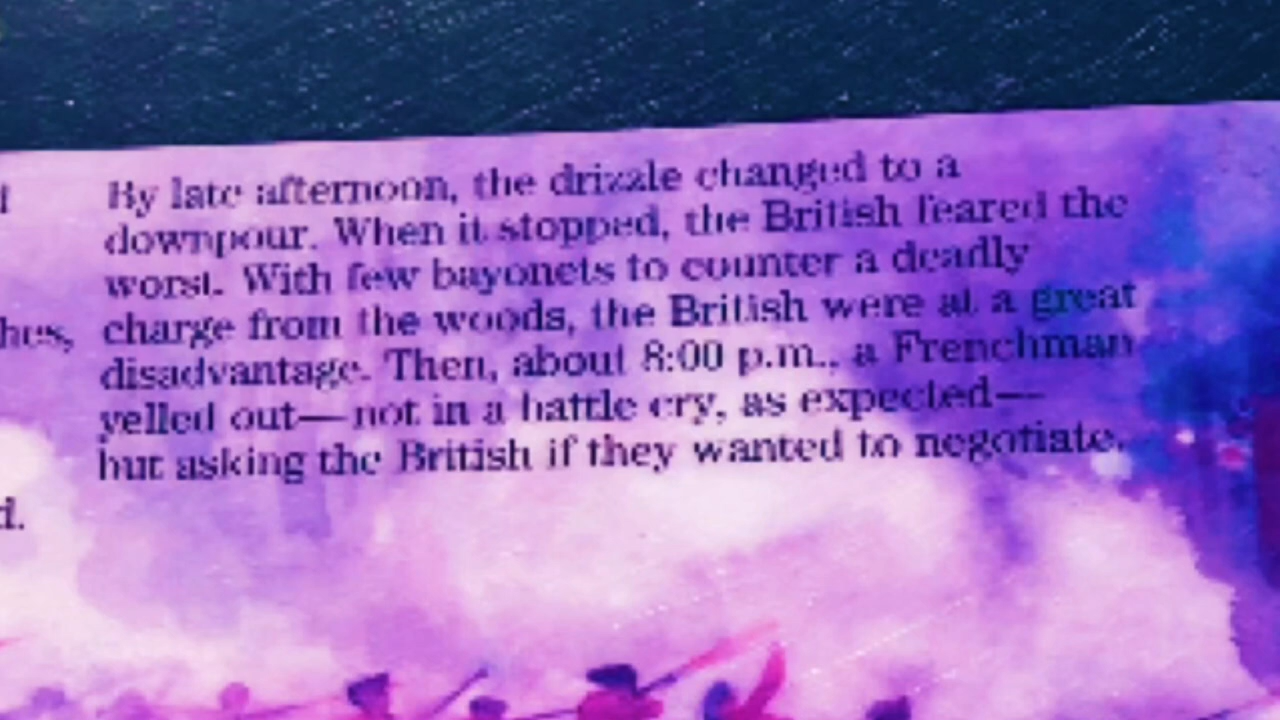 By late afternoon, the drizzle changed to a
downpour. When it stopped, the British feared the
worst. With few bayonets to counter a deadly
hes, charge from the woods, the British were at a great
disadvantage. Then, about 8:00 p.m., a Frenchman
yelled out—not in a battle cry, as expected—
but asking the British if they wanted to negotiate.
d.